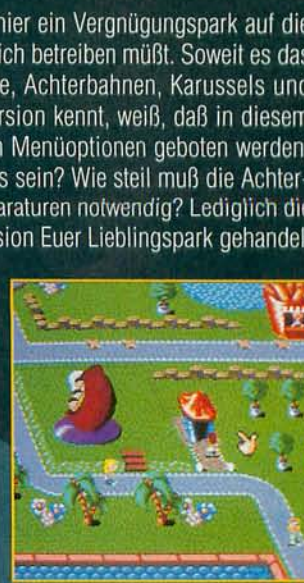 hier ein Vergnügungspark auf die
ich betreiben müßt. Soweit es das
e, Achterbahnen, Karussels und
ersion kennt, weiß, daß in diesem
n Menüoptionen geboten werden.
s sein? Wie steil muß die Achter-
araturen notwendig? Lediglich die
sion Euer Lieblingspark gehandel